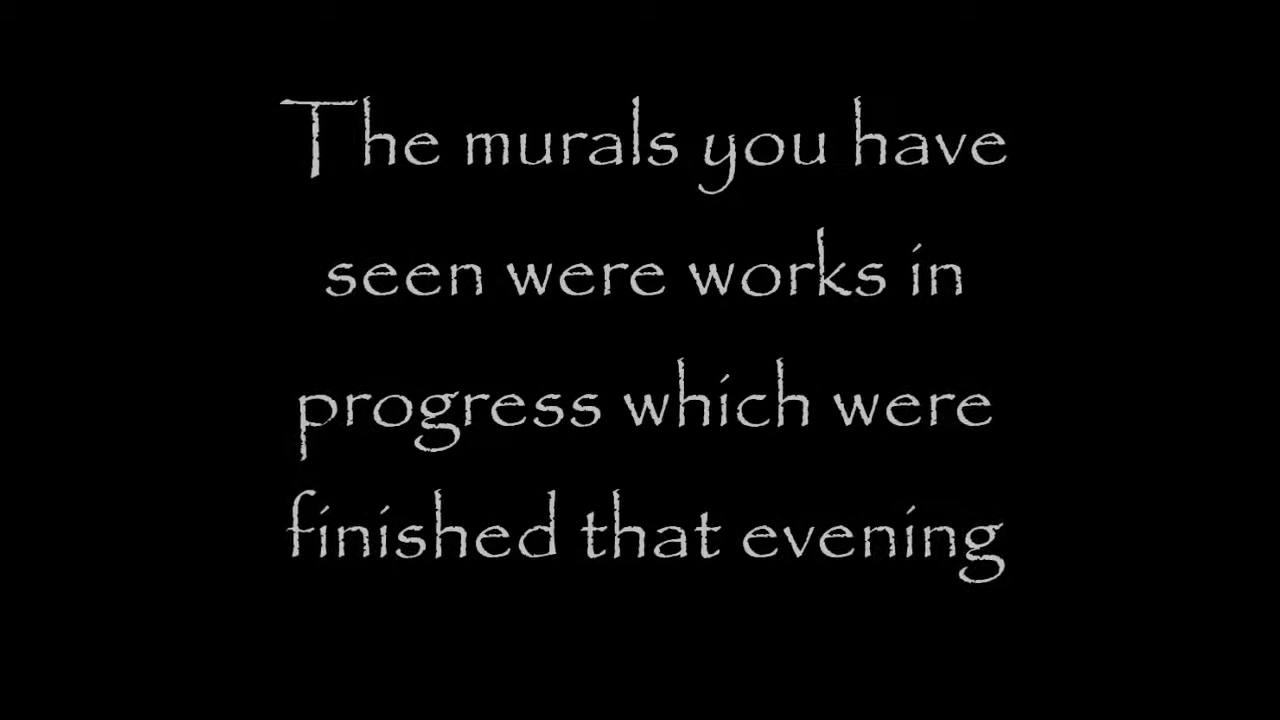 The murals you have
seen were works in
progress which were
finished that evening